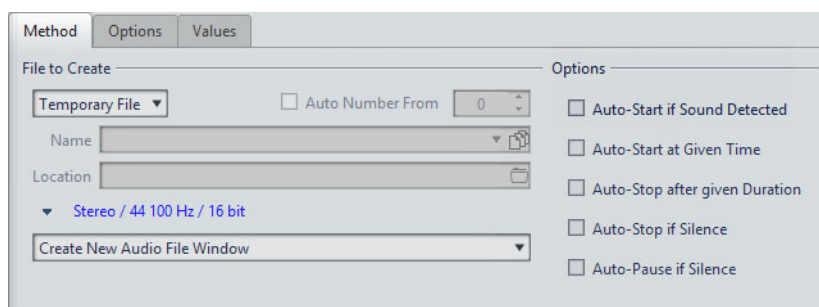 Method Options Values
File to Create
Temporary File
Auto Number From 0
Name
Location
Stereo / 44 100 Hz / 16 bit
Create New Audio File Window
Options
Auto-Start if Sound Detected
Auto-Start at Given Time
Auto-Stop after given Duration
Auto-Stop if Silence
Auto-Pause if Silence